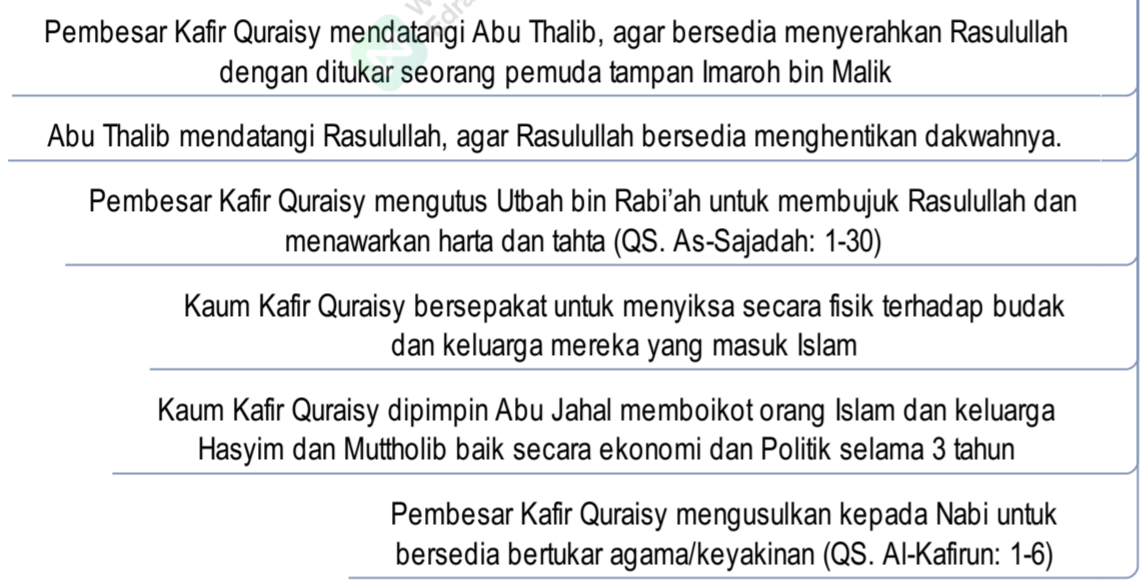 Pembesar Kafir Quraisy mendatangi Abu Thalib, agar bersedia menyerahkan Rasulullah
dengan ditukar seorang pemuda tampan Imaroh bin Malik
Abu Thalib mendatangi Rasulullah, agar Rasulullah bersedia menghentikan dakwahnya.
Pembesar Kafir Quraisy mengutus Utbah bin Rabi'ah untuk membujuk Rasulullah dan
menawarkan harta dan tahta (QS. As-Sajadah: 1-30)
Kaum Kafir Quraisy bersepakat untuk menyiksa secara fisik terhadap budak
dan keluarga mereka yang masuk Islam
Kaum Kafir Quraisy dipimpin Abu Jahal memboikot orang Islam dan keluarga
Hasyim dan Muttholib baik secara ekonomi dan Politik selama 3 tahun
Pembesar Kafir Quraisy mengusulkan kepada Nabi untuk
bersedia bertukar agama/keyakinan (QS. Al-Kafirun: 1-6)